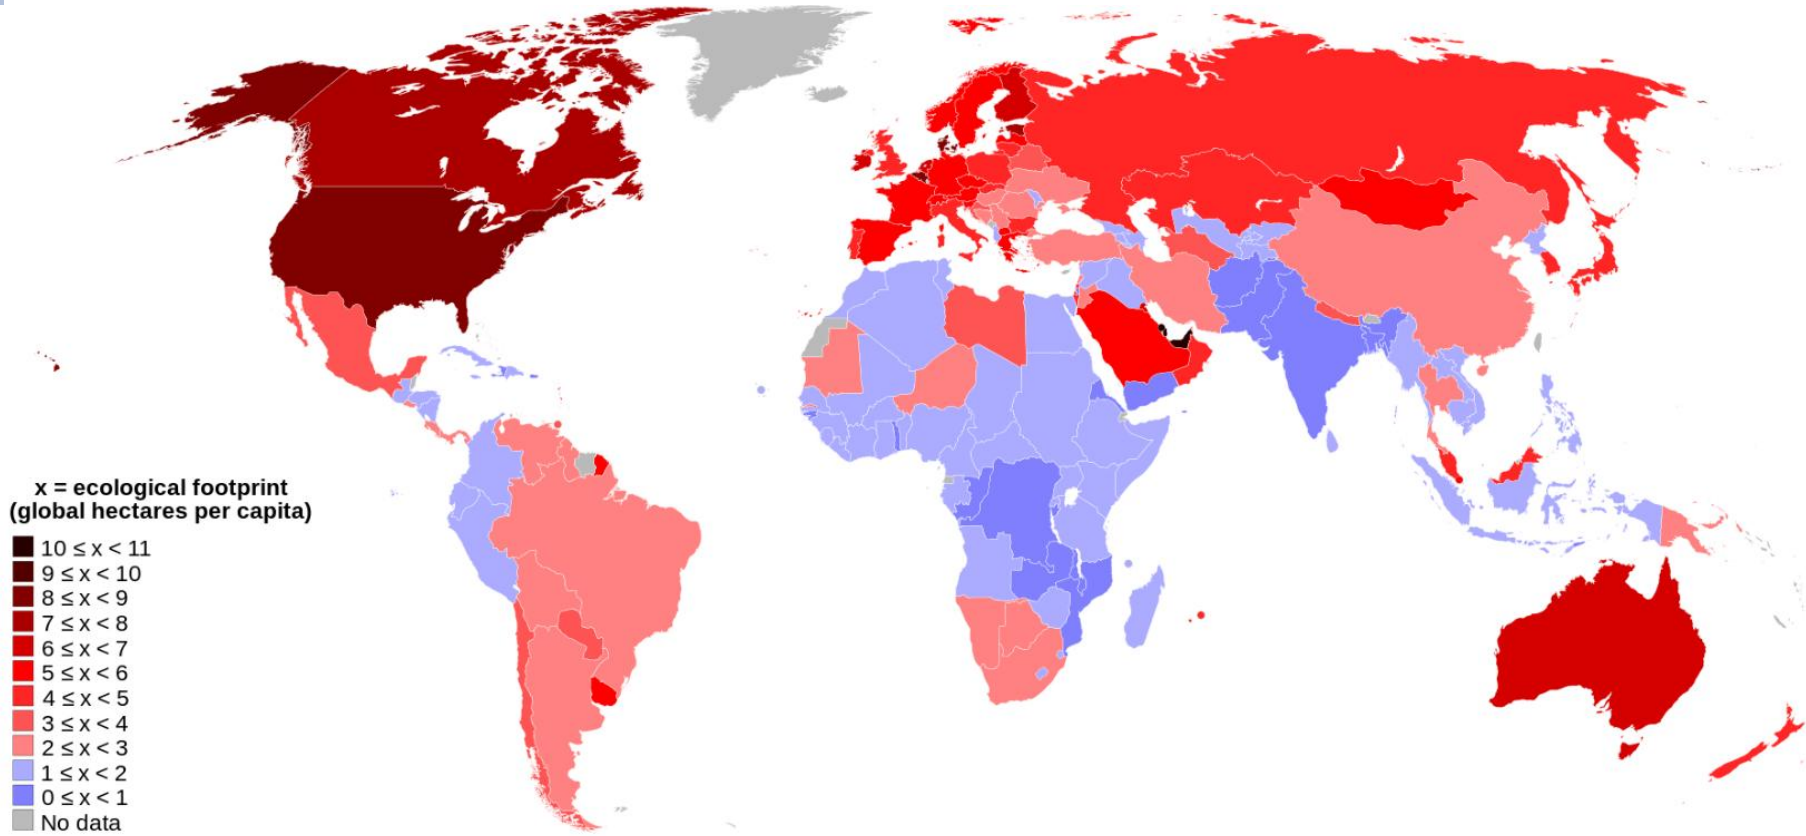 x = ecological footprint
(global hectares per capita)
10 ≤ x < 11
9 ≤ x < 10
8 ≤ x < 9
7 ≤ x < 8
6 ≤ x < 7
5 ≤ x < 6
4 ≤ x < 5
3 ≤ x < 4
2 ≤ x < 3
1 ≤ x < 2
0 ≤ x < 1
No data